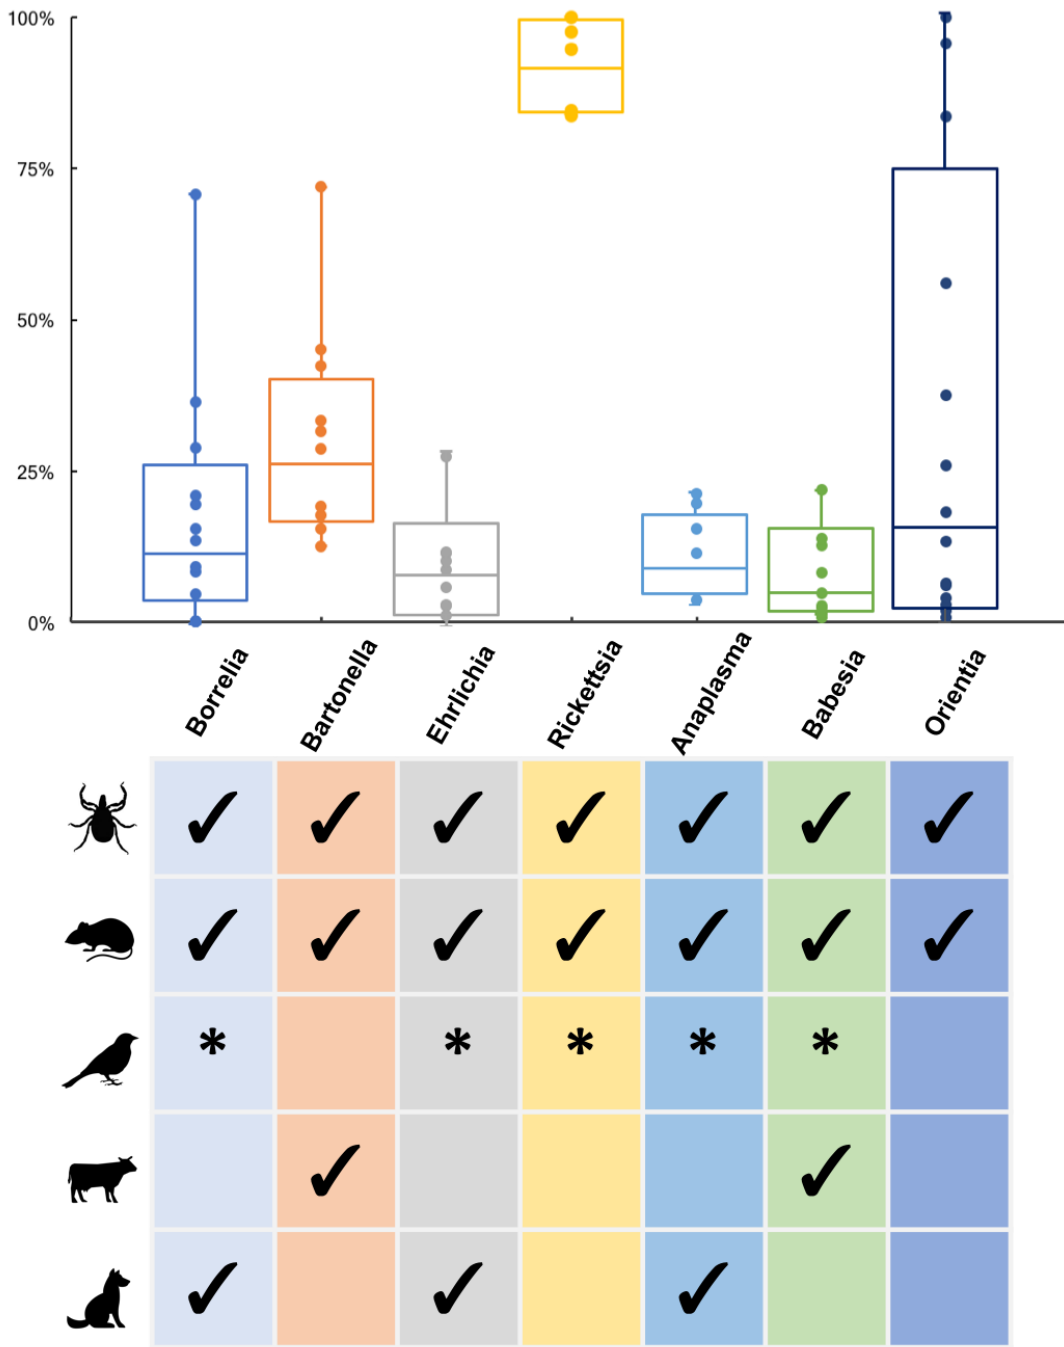 100%
75%
50%
25%
0%
Borrelia
Bartonella
Ehrlichia
Rickettsia
Anaplasma
Babesia
Orientia
✓ ✓ ✓ ✓ ✓ ✓ ✓
✓ ✓ ✓ ✓ ✓ ✓ ✓
* * * * *
✓ ✓
✓ ✓ ✓